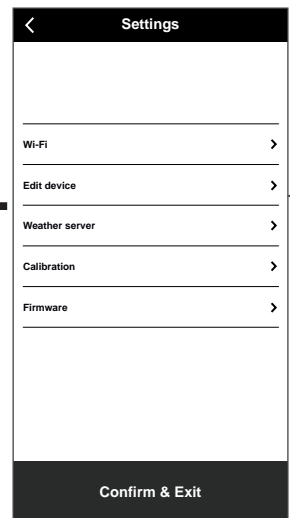 Settings
Wi-Fi
Edit device
Weather server
Calibration
Firmware
Confirm & Exit